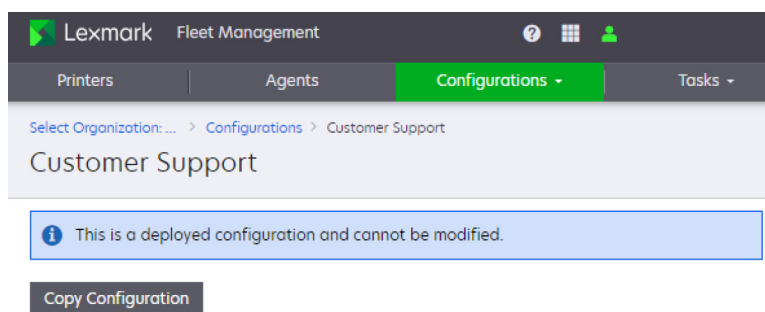 Lexmark Fleet Management ?
Printers Agents Configurations Tasks
Select Organization: ... > Configurations > Customer Support
Customer Support
i This is a deployed configuration and cannot be modified.
Copy Configuration